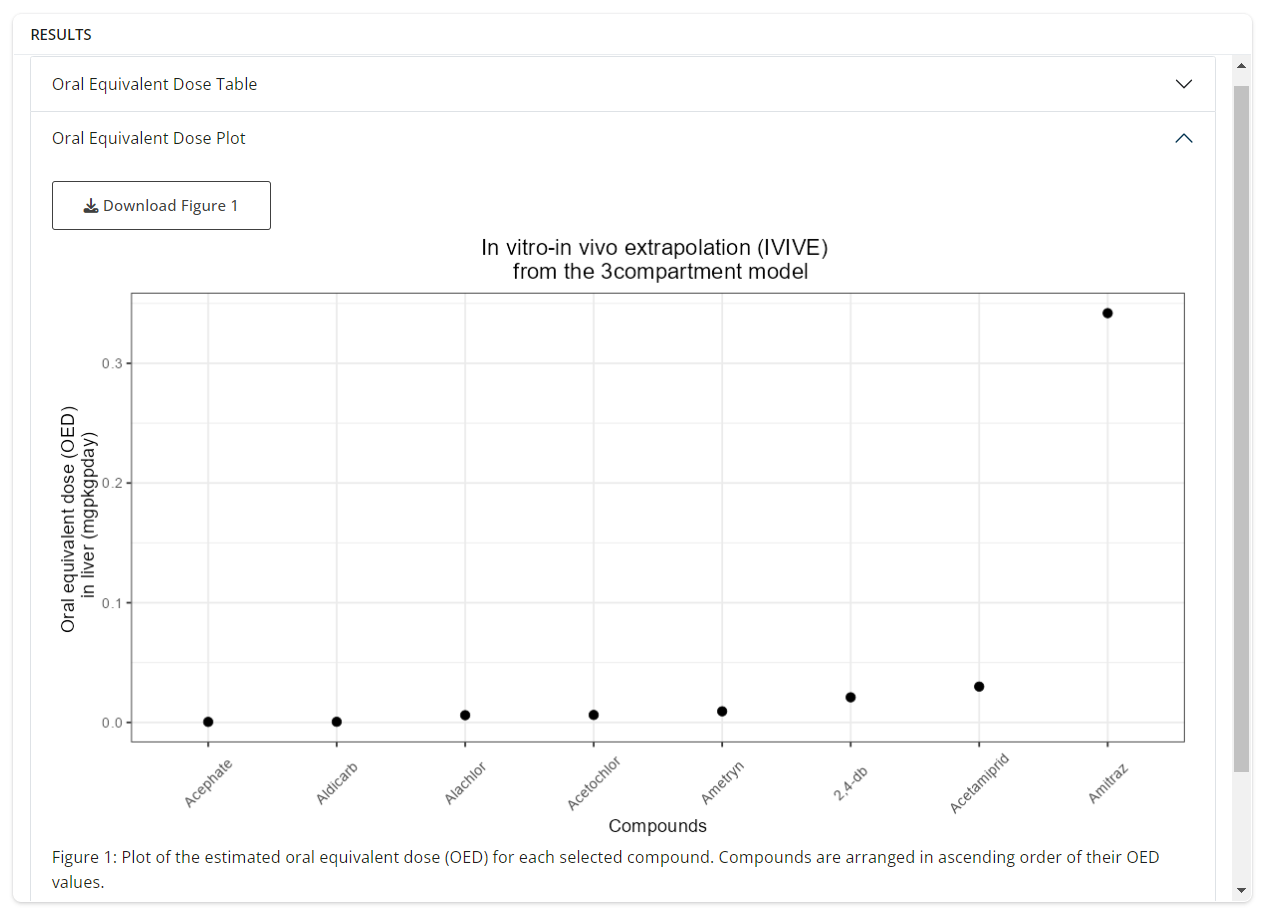 RESULTS
Oral Equivalent Dose Table
Oral Equivalent Dose Plot
Download Figure 1
In vitro-in vivo extrapolation (IVIVE)
from the 3compartment model
Oral equivalent dose (OED)
in liver (mgpkgpday)
0.3
0.2
0.1
0.0
Acephate
Aldicarb
Alachlor
Acetochlor
Ametryn
2,4-db
Acetamiprid
Amitraz
Compounds
Figure 1: Plot of the estimated oral equivalent dose (OED) for each selected compound. Compounds are arranged in ascending order of their OED
values.